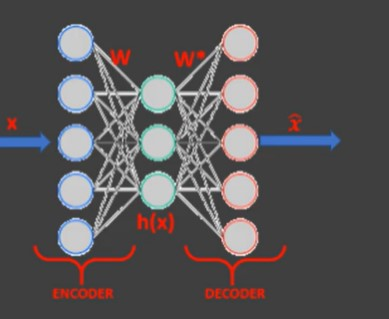 W W*
x x̂
h(x)
ENCODER DECODER